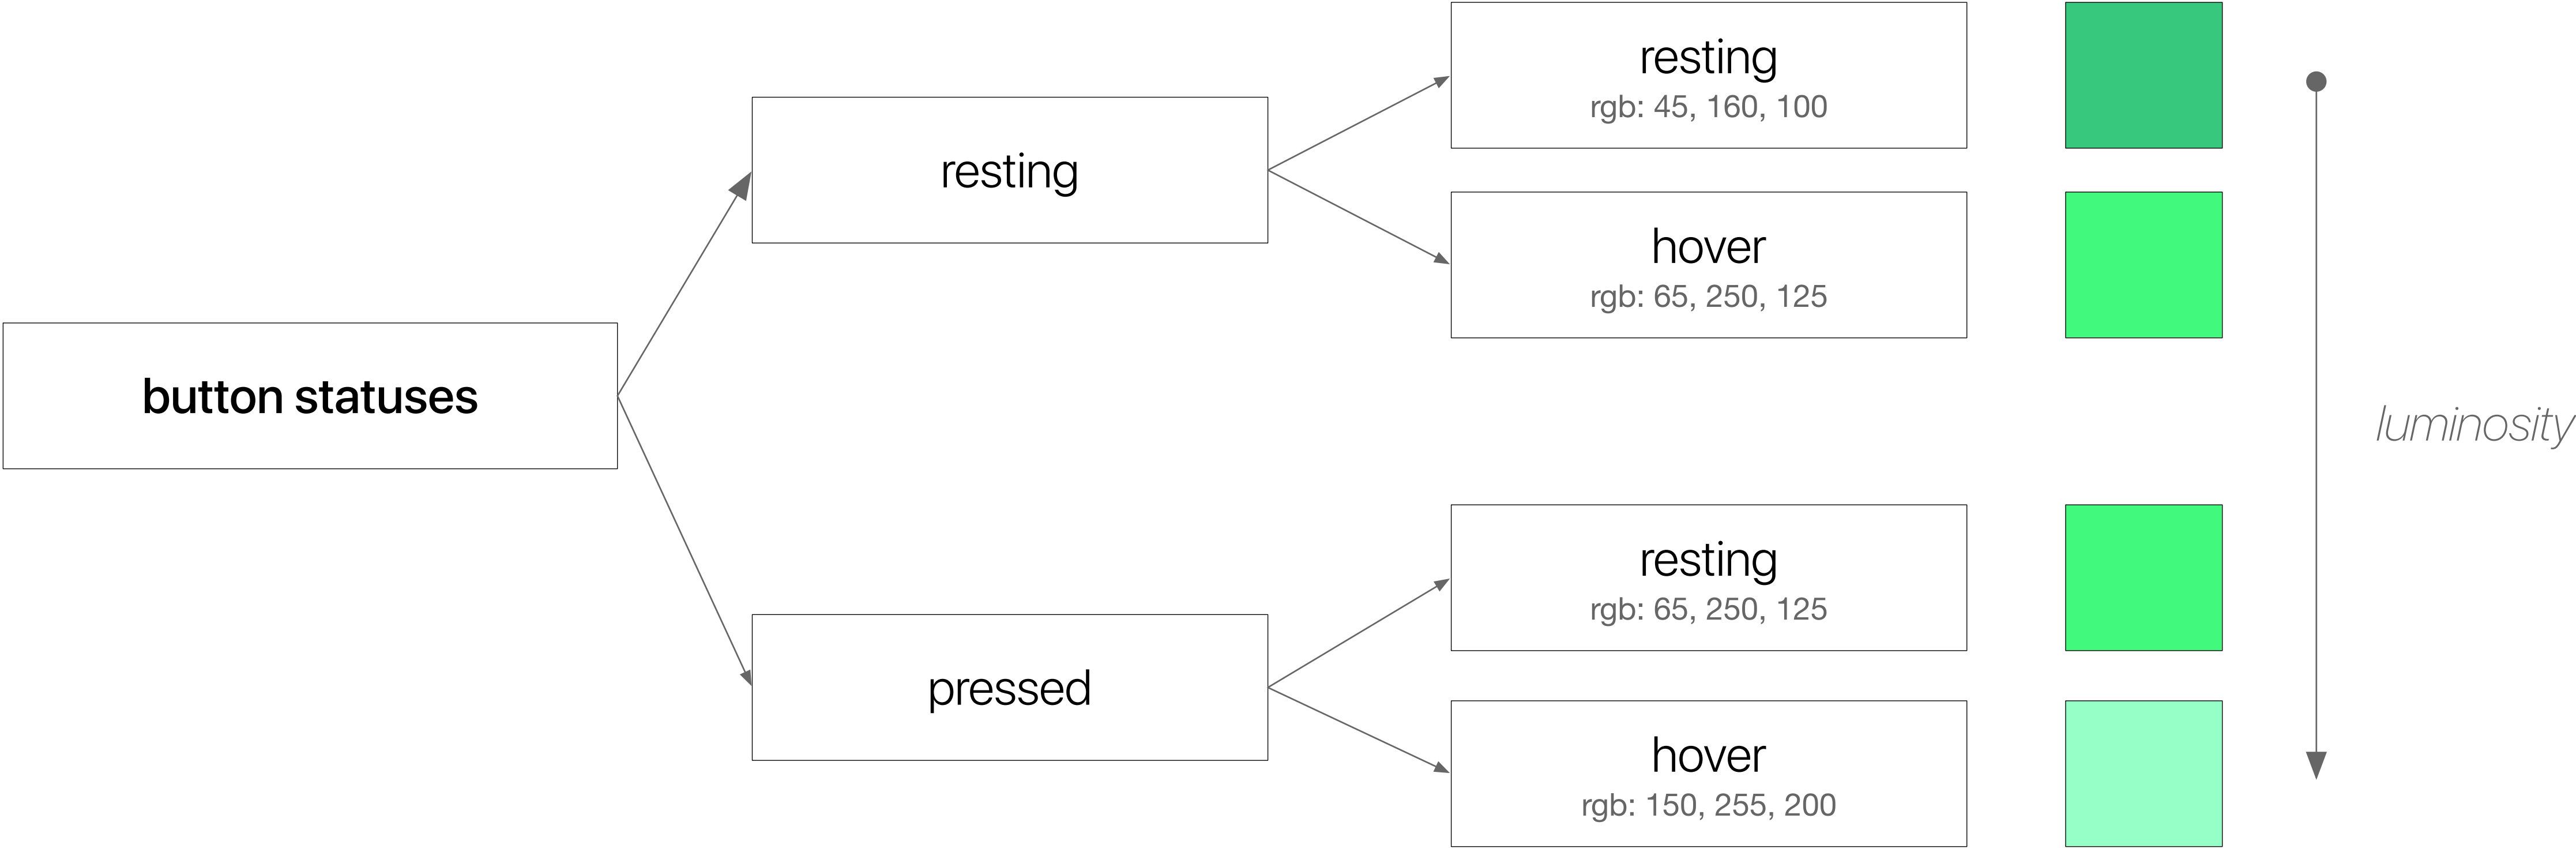 button statuses
resting
resting
rgb: 45, 160, 100
hover
rgb: 65, 250, 125
pressed
resting
rgb: 65, 250, 125
hover
rgb: 150, 255, 200
luminosity